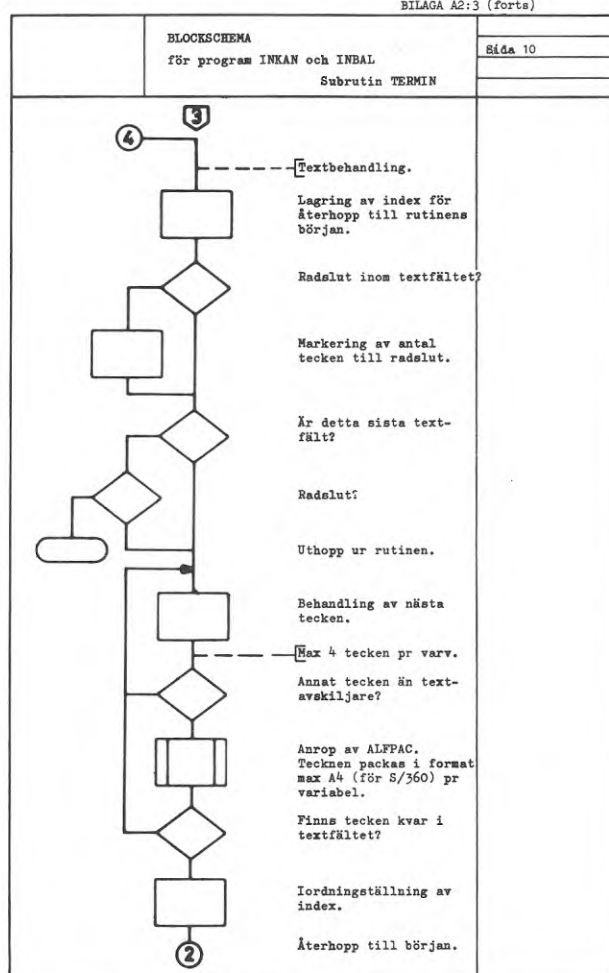 BILAGA A2:3 (forts)
BLOCKSCHEMA
för program INKAN och INBAL
Subrutin TERMIN
Sida 10
3
4
Textbehandling.
Lagring av index för
återhopp till rutinens
början.
Radslut inom textfältet?
Markering av antal
tecken till radslut.
Är detta sista text-
fält?
Radslut?
Uthopp ur rutinen.
Behandling av nästa
tecken.
Max 4 tecken pr varv.
Annat tecken än text-
avskiljare?
Anrop av ALFPAC.
Tecknen packas i format
max A4 (för S/360) pr
variabel.
Finns tecken kvar i
textfältet?
Iordningställning av
index.
2
Återhopp till början.